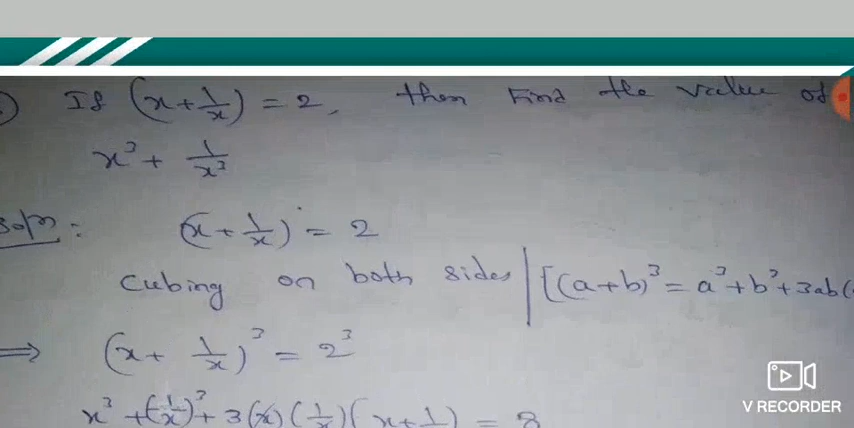 If (x + 1/x) = 2, then Find the value of
x³ + 1/x³
Soln: (x + 1/x) = 2
Cubing on both sides | [(a+b)³ = a³+b³+3ab(
⇒ (x + 1/x)³ = 2³
x³ + (1/x)³ + 3(x)(1/x)(x + 1/x) = 8
V RECORDER